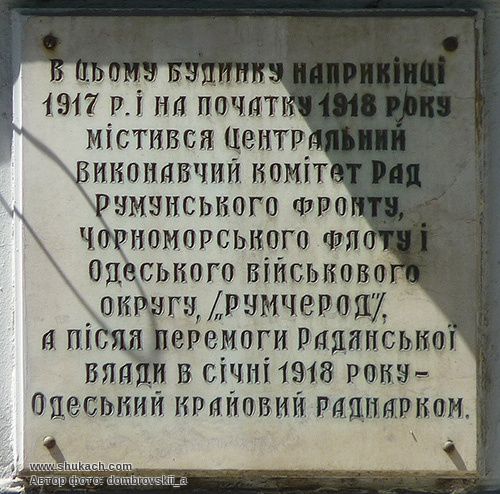 В цьому будинку наприкінці
1917 р. і на початку 1918 року
містився Центральний
виконавчий комітет Рад
Румунського фронту,
Чорноморського флоту і
Одеського військового
округу, /„Румчерод”/,
а після перемоги Радянської
влади в січні 1918 року–
Одеський крайовий раднарком.
www.shukach.com
Автор фото: dombrovskii_a